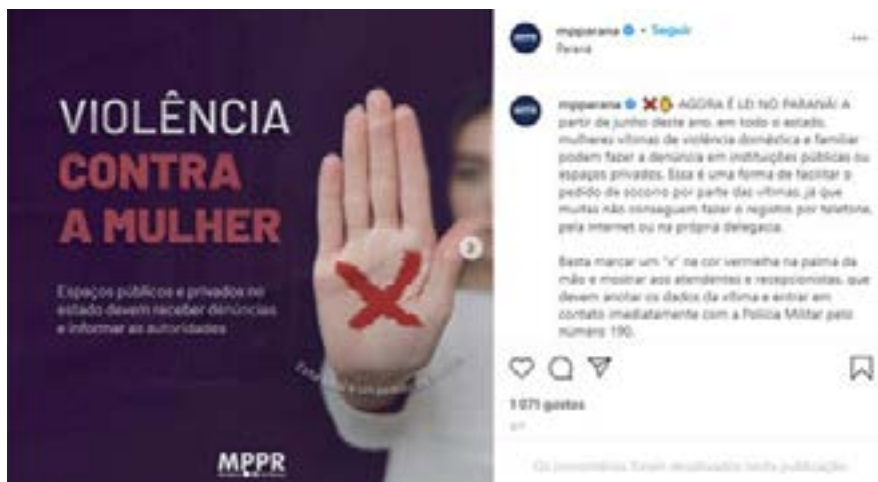 VIOLÊNCIA
CONTRA
A MULHER
Espaços públicos e privados no
estado devem receber denúncias
e informar as autoridades
MPPR
mpparana • Seguir
Paraná
mpparana ❌✋ AGORA É LEI NO PARANÁ! A
partir de junho deste ano, em todo o estado,
mulheres vítimas de violência doméstica e familiar
podem fazer a denúncia em instituições públicas ou
espaços privados. Essa é uma forma de facilitar o
pedido de socorro por parte das vítimas, já que
muitas não conseguem fazer o registro por telefone,
pela internet ou na própria delegacia.
Basta marcar um "x" na cor vermelha na palma da
mão e mostrar aos atendentes e recepcionistas, que
devem anotar os dados da vítima e entrar em
contato imediatamente com a Polícia Militar pelo
número 190.
1 071 gostos
Os comentários foram desativados nesta publicação